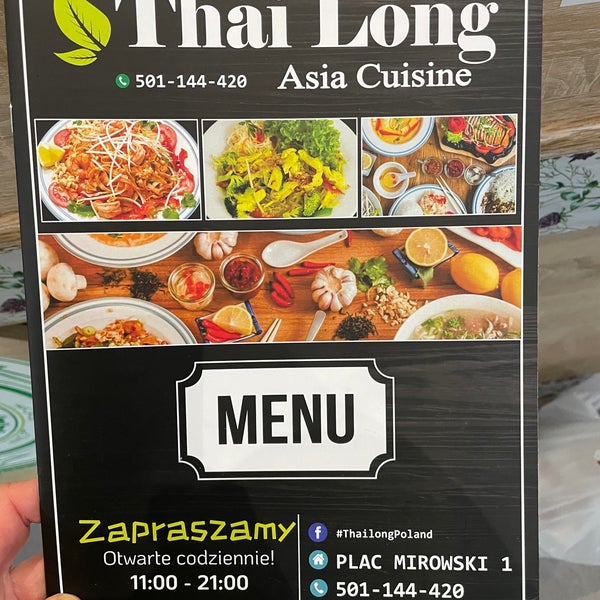 Thai Long
501-144-420
Asia Cuisine
MENU
Zapraszamy
Otwarte codziennie!
11:00 - 21:00
#ThailongPoland
PLAC MIROWSKI 1
501-144-420